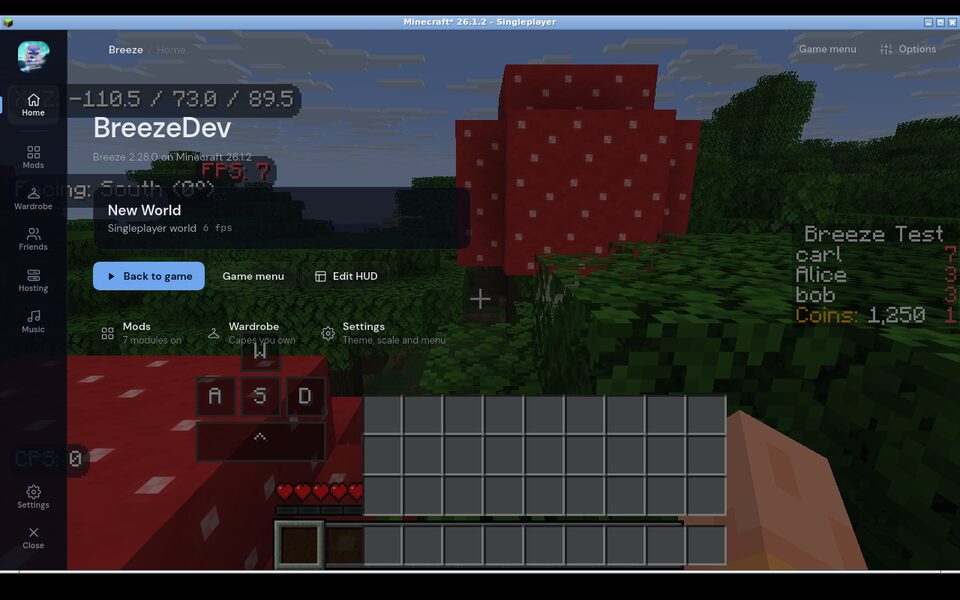 Minecraft* 26.1.2 - Singleplayer
Breeze / Home
Game menu
Options
Home
-110.5 / 73.0 / 89.5
BreezeDev
Breeze 2.28.0 on Minecraft 26.1.2
FPS: 7
Mods
Facing: South (0°)
Wardrobe
New World
Singleplayer world 6 fps
Friends
Breeze Test
carl 7
Alice 3
bob 3
Coins: 1,250 1
Back to game
Game menu
Edit HUD
Hosting
Music
Mods
7 modules on
Wardrobe
Capes you own
Settings
Theme, scale and menu
W
A S D
^
CPS: 0
Settings
Close